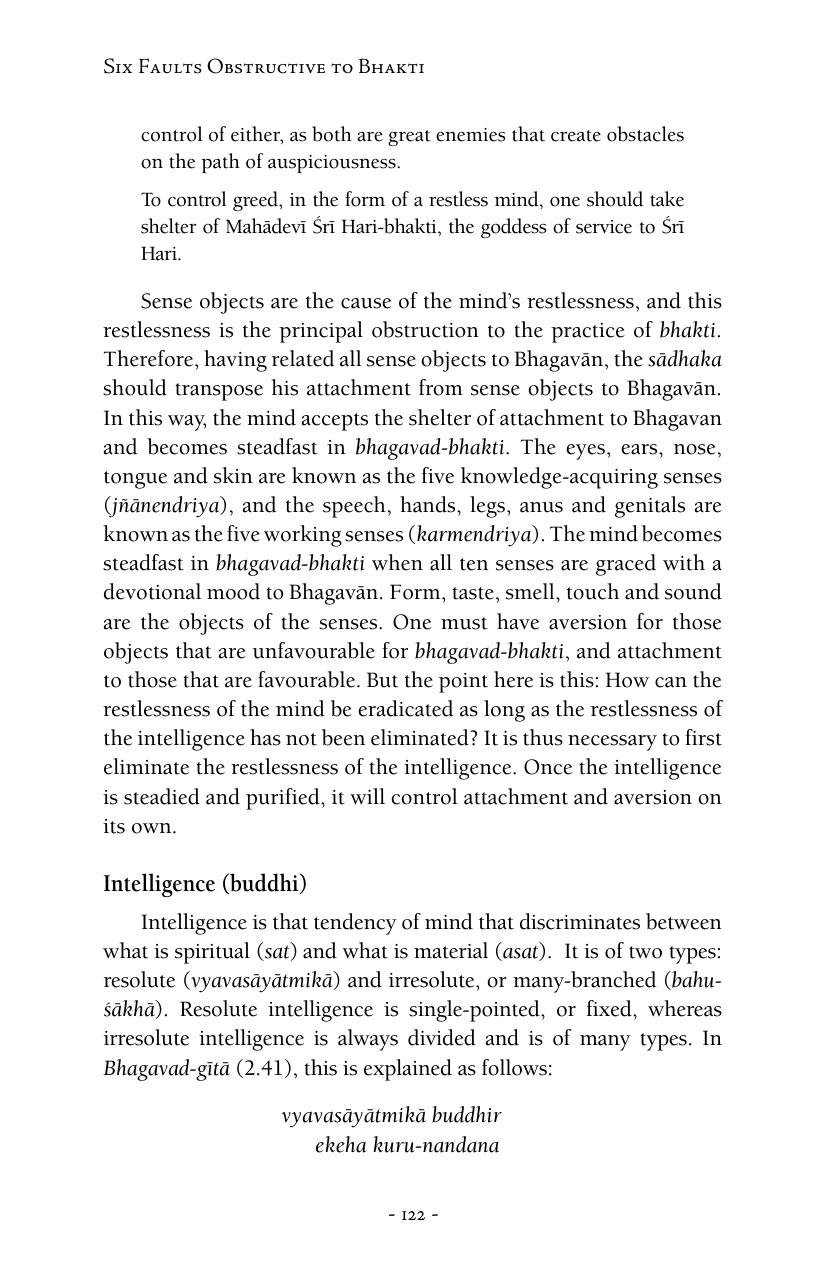 Six Faults Obstructive to Bhakti
control of either, as both are great enemies that create obstacles
on the path of auspiciousness.
To control greed, in the form of a restless mind, one should take
shelter of Mahādevī Śrī Hari-bhakti, the goddess of service to Śrī
Hari.
Sense objects are the cause of the mind’s restlessness, and this
restlessness is the principal obstruction to the practice of bhakti.
Therefore, having related all sense objects to Bhagavān, the sādhaka
should transpose his attachment from sense objects to Bhagavān.
In this way, the mind accepts the shelter of attachment to Bhagavan
and becomes steadfast in bhagavad-bhakti. The eyes, ears, nose,
tongue and skin are known as the five knowledge-acquiring senses
(jñānendriya), and the speech, hands, legs, anus and genitals are
known as the five working senses (karmendriya). The mind becomes
steadfast in bhagavad-bhakti when all ten senses are graced with a
devotional mood to Bhagavān. Form, taste, smell, touch and sound
are the objects of the senses. One must have aversion for those
objects that are unfavourable for bhagavad-bhakti, and attachment
to those that are favourable. But the point here is this: How can the
restlessness of the mind be eradicated as long as the restlessness of
the intelligence has not been eliminated? It is thus necessary to first
eliminate the restlessness of the intelligence. Once the intelligence
is steadied and purified, it will control attachment and aversion on
its own.
Intelligence (buddhi)
Intelligence is that tendency of mind that discriminates between
what is spiritual (sat) and what is material (asat).  It is of two types:
resolute (vyavasāyātmikā) and irresolute, or many-branched (bahu-
śākhā). Resolute intelligence is single-pointed, or fixed, whereas
irresolute intelligence is always divided and is of many types. In
Bhagavad-gītā (2.41), this is explained as follows:
vyavasāyātmikā buddhir
ekeha kuru-nandana
- 122 -